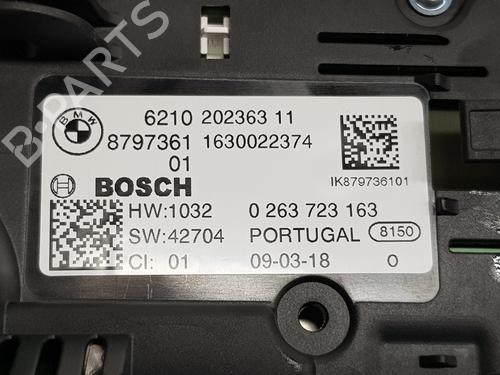 B-PARTS
BMW
6210 202363 11
8797361 1630022374
01
IK879736101
BOSCH
HW:1032 0 263 723 163
SW:42704 PORTUGAL 8150
CI: 01 09-03-18 O